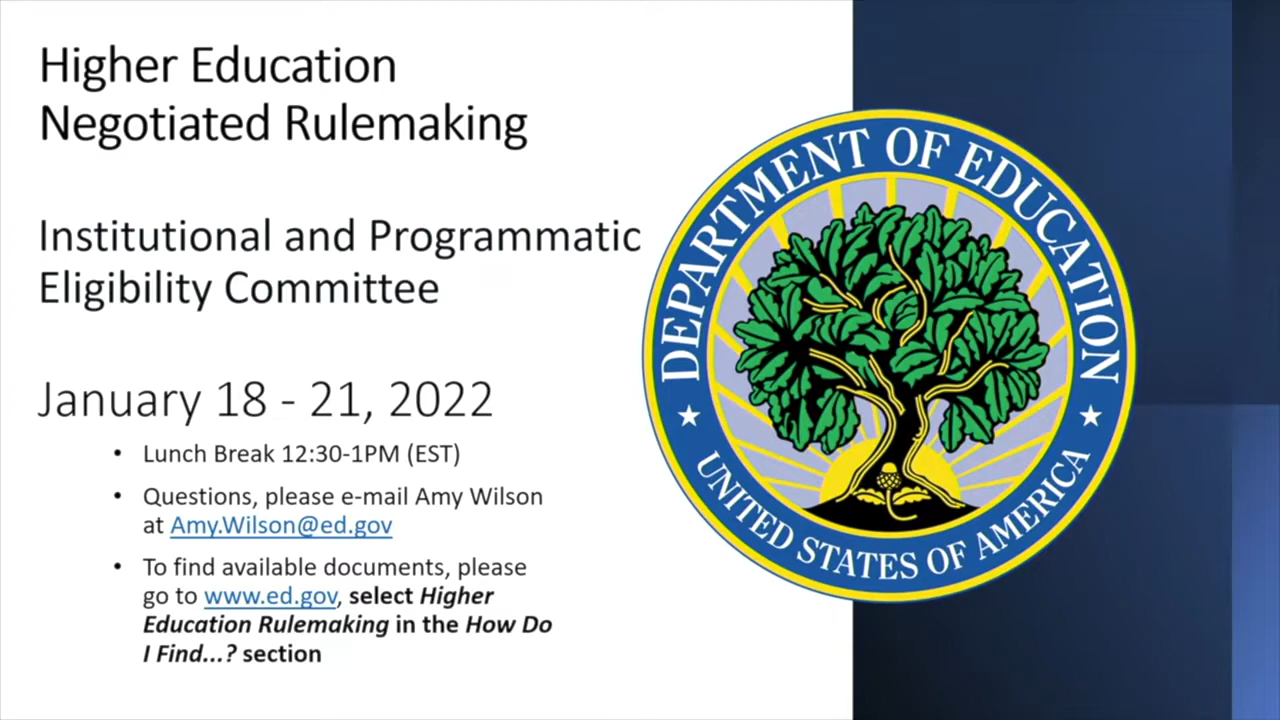 Higher Education
Negotiated Rulemaking
Institutional and Programmatic
Eligibility Committee
January 18 - 21, 2022
• Lunch Break 12:30-1PM (EST)
• Questions, please e-mail Amy Wilson
at Amy.Wilson@ed.gov
• To find available documents, please
go to www.ed.gov, select Higher
Education Rulemaking in the How Do
I Find...? section
DEPARTMENT OF EDUCATION
UNITED STATES OF AMERICA